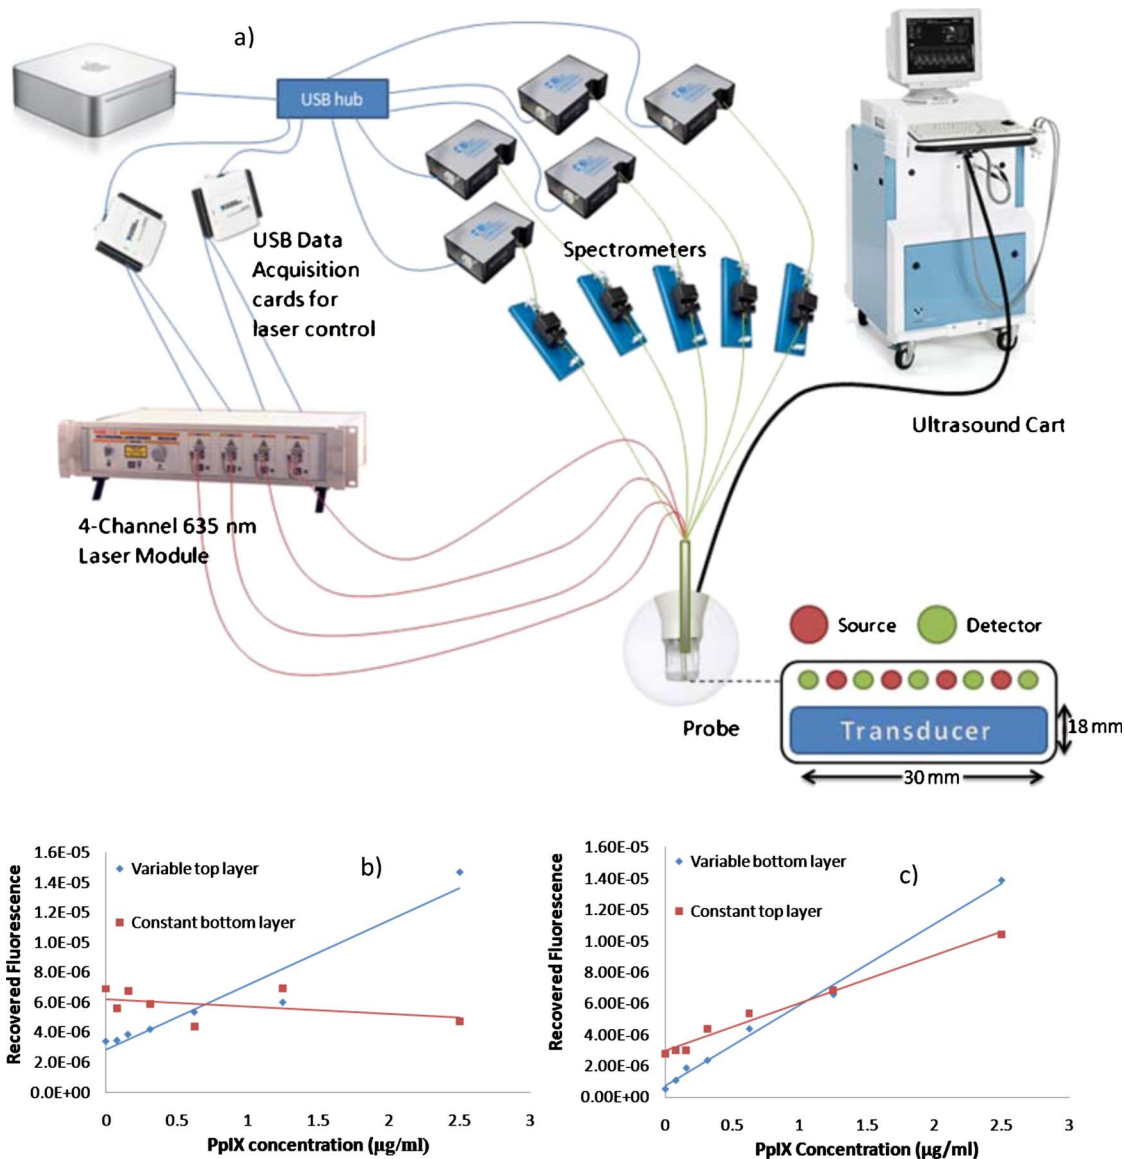 a)
USB hub
USB Data
Acquisition
cards for
laser control
Spectrometers
Ultrasound Cart
4-Channel 635 nm
Laser Module
Source
Detector
Probe
Transducer
18 mm
30 mm
b)
Recovered Fluorescence
1.6E-05
1.4E-05
1.2E-05
1.0E-05
8.0E-06
6.0E-06
4.0E-06
2.0E-06
0.0E+00
Variable top layer
Constant bottom layer
0
0.5
1
1.5
2
2.5
3
PpIX concentration (µg/ml)
c)
Recovered Fluorescence
1.60E-05
1.40E-05
1.20E-05
1.00E-05
8.00E-06
6.00E-06
4.00E-06
2.00E-06
0.00E+00
Variable bottom layer
Constant top layer
0
0.5
1
1.5
2
2.5
3
PpIX Concentration (µg/ml)